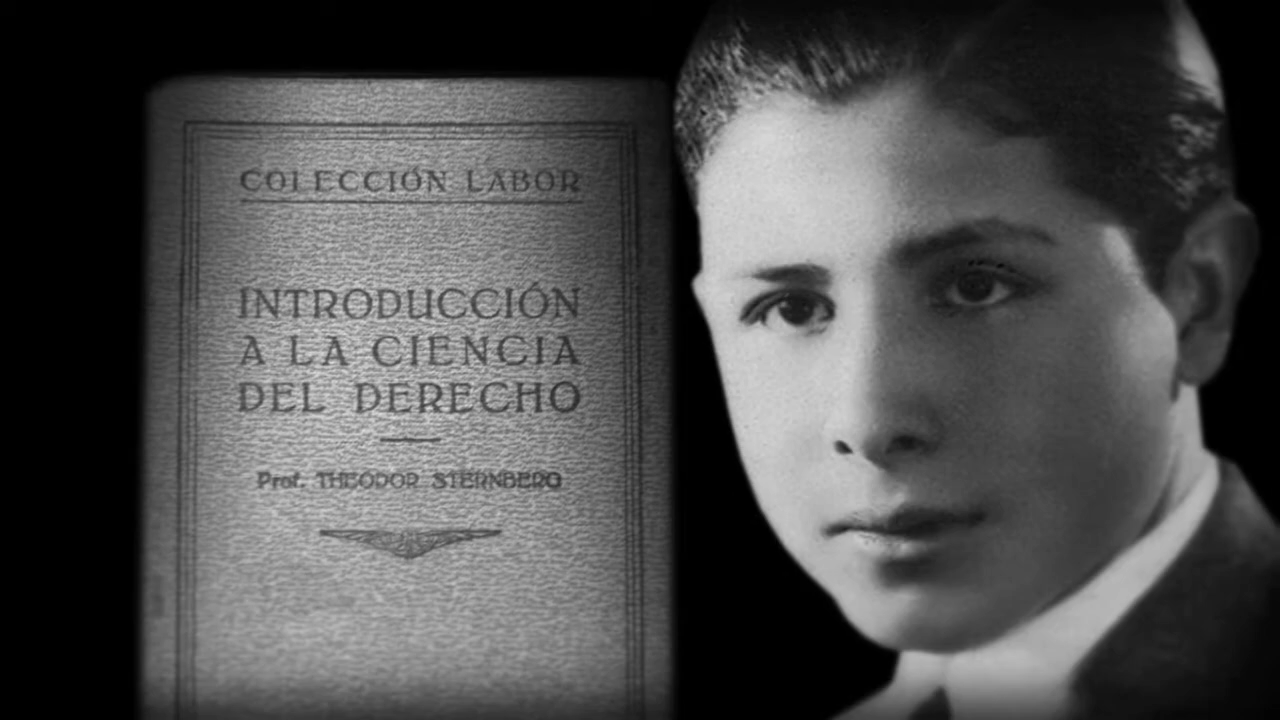 COLECCIÓN LABOR
INTRODUCCIÓN
A LA CIENCIA
DEL DERECHO
Prof. THEODOR STERNBERG